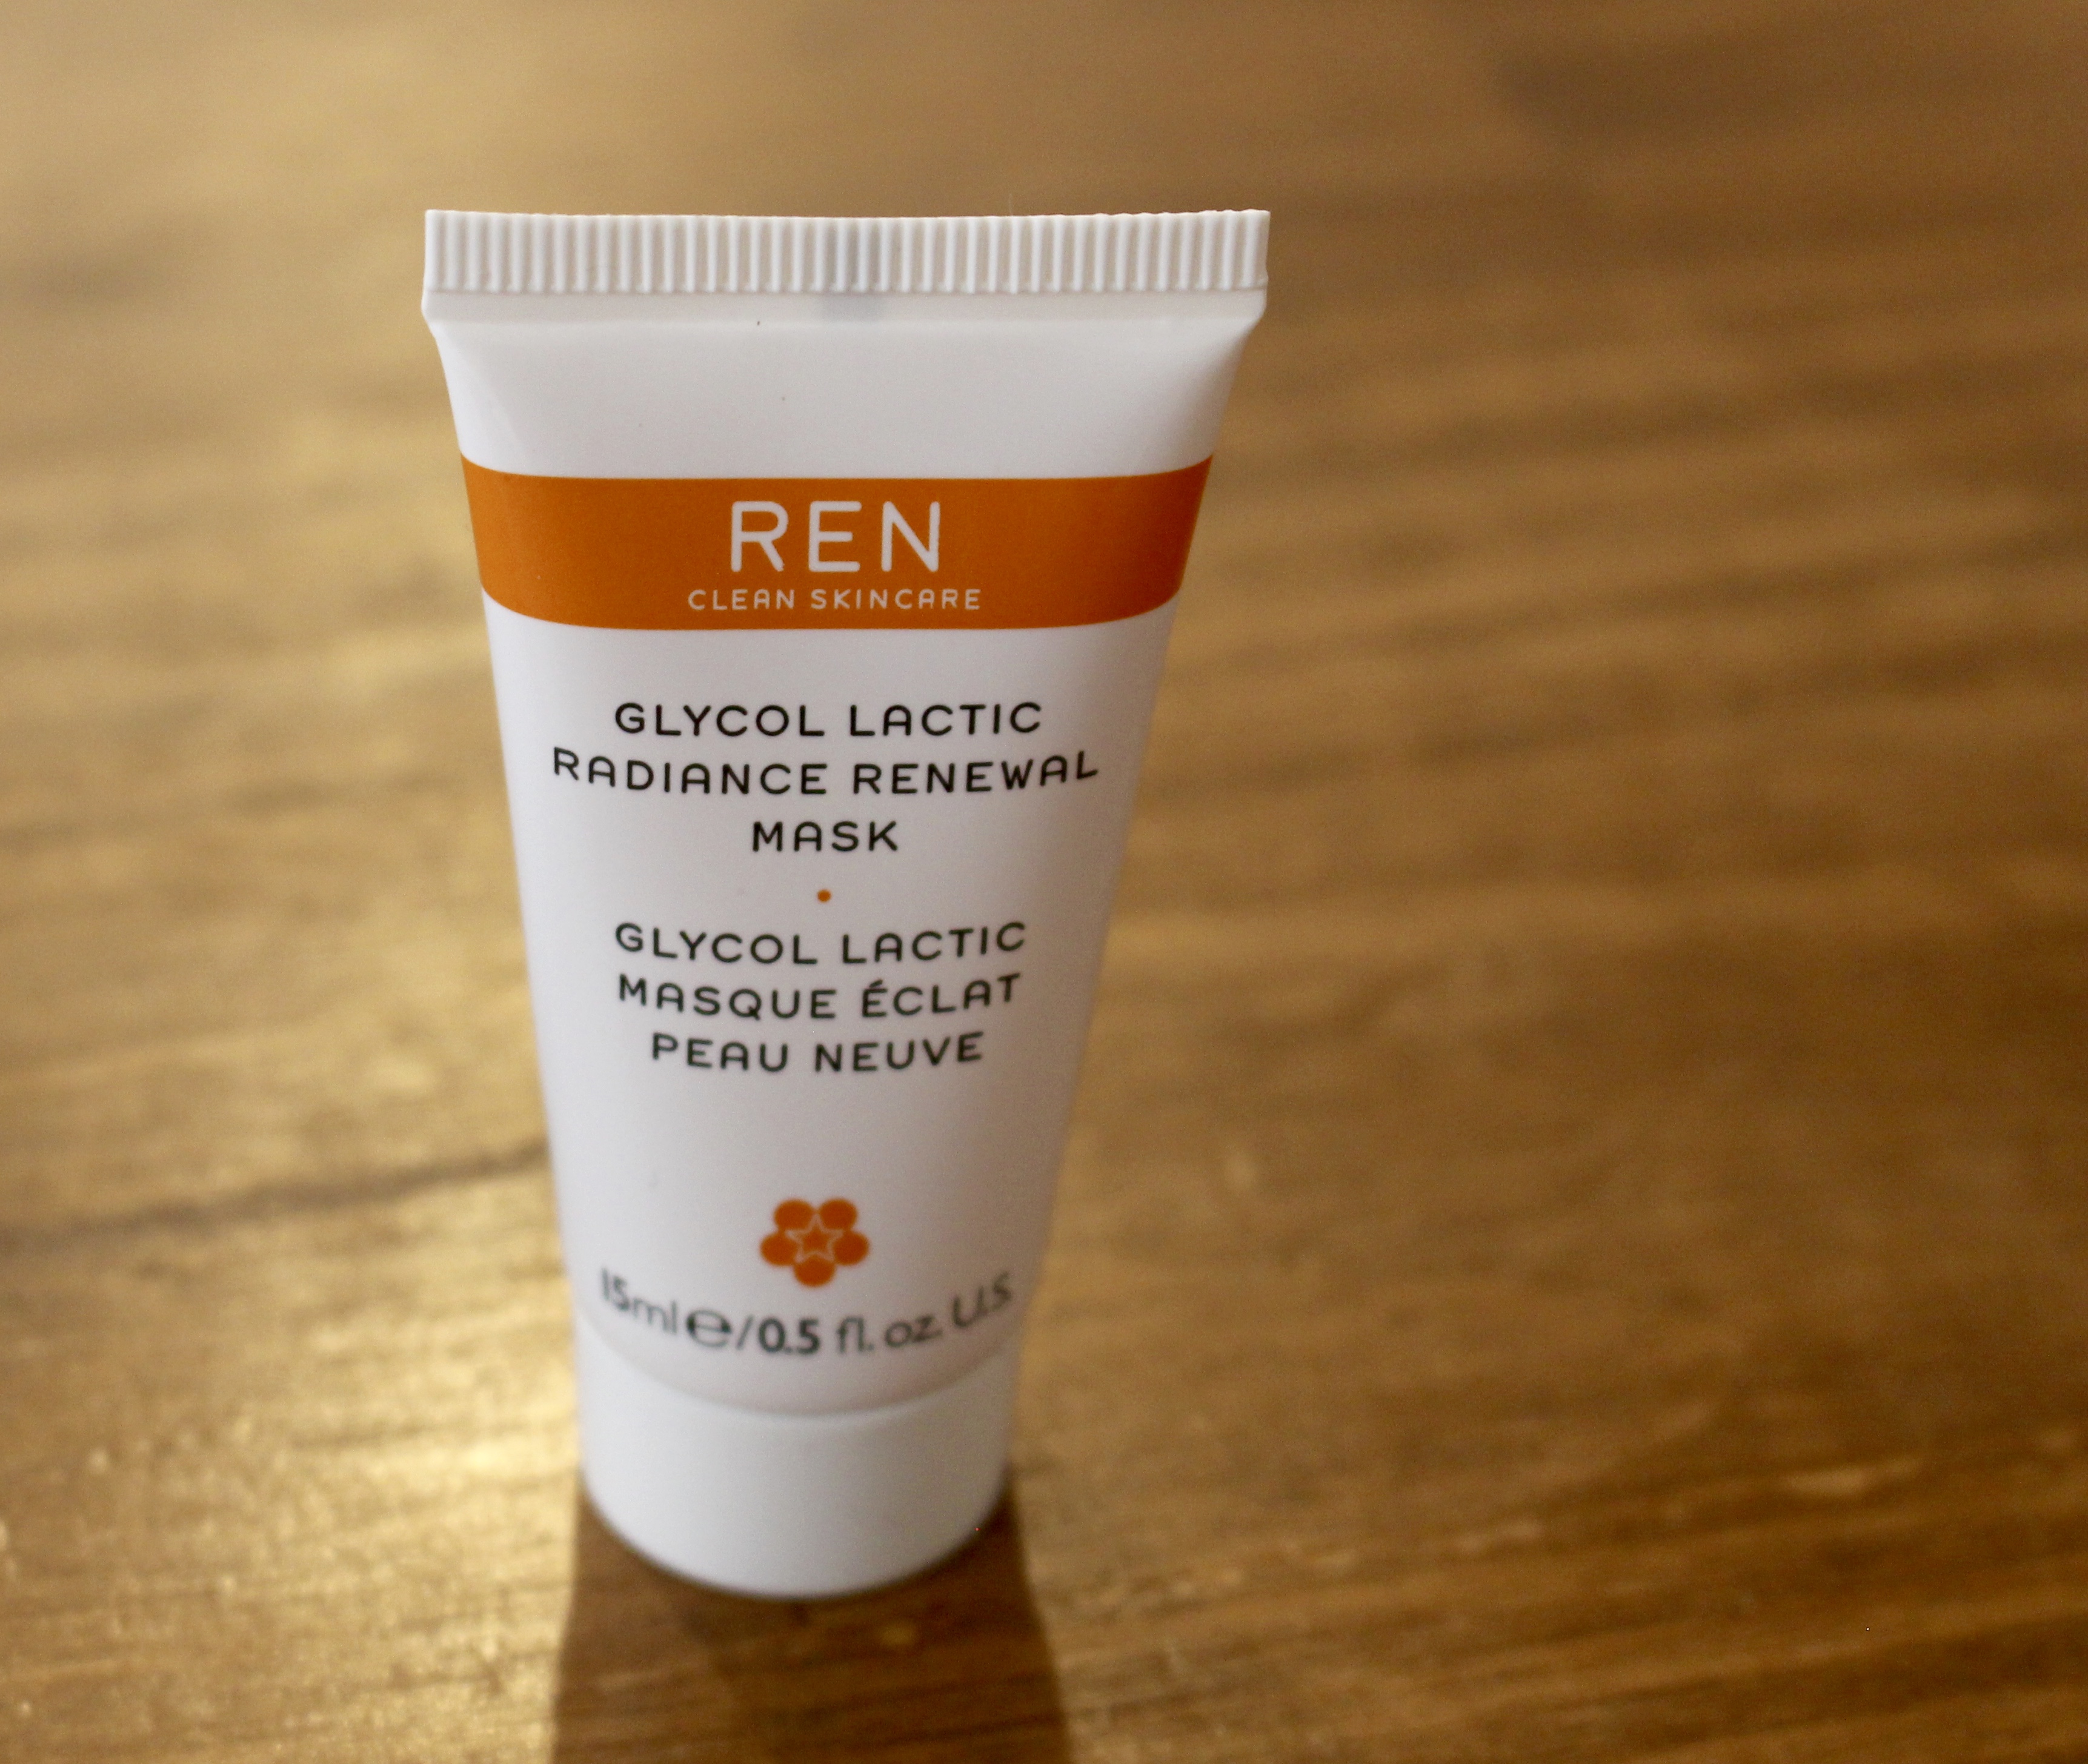 REN
CLEAN SKINCARE
GLYCOL LACTIC
RADIANCE RENEWAL
MASK
GLYCOL LACTIC
MASQUE ÉCLAT
PEAU NEUVE
15ml℮/0.5 fl. oz. U.S